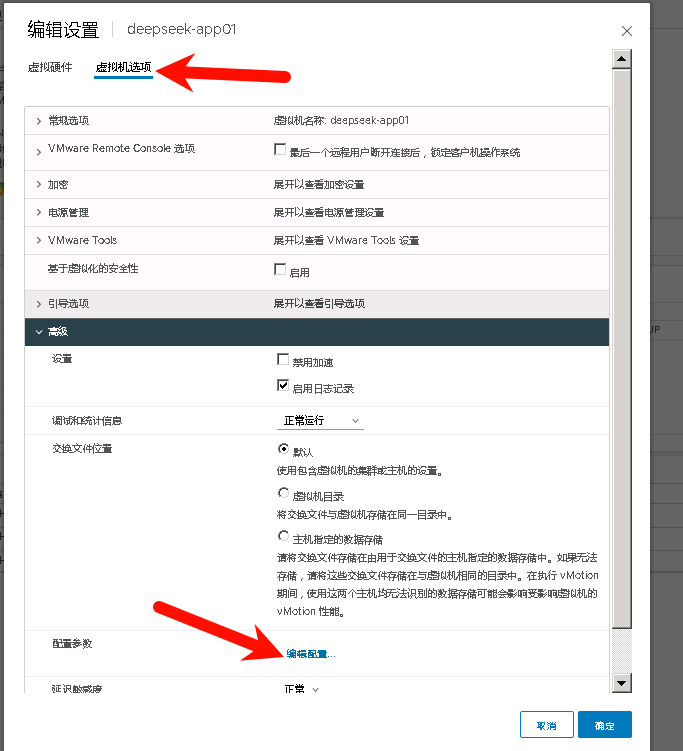 编辑设置 | deepseek-app01
虚拟硬件 虚拟机选项
常规选项 虚拟机名称: deepseek-app01
VMware Remote Console 选项 最后一个远程用户断开连接后，锁定客户机操作系统
加密 展开以查看加密设置
电源管理 展开以查看电源管理设置
VMware Tools 展开以查看 VMware Tools 设置
基于虚拟化的安全性 启用
引导选项 展开以查看引导选项
高级
设置 禁用加速
启用日志记录
调试和统计信息 正常运行
交换文件位置 默认
使用包含虚拟机的集群或主机的设置。
虚拟机目录
将交换文件与虚拟机存储在同一目录中。
主机指定的数据存储
请将交换文件存储在由用于交换文件的主机指定的数据存储中。如果无法
存储，请将这些交换文件存储在与虚拟机相同的目录中。在执行 vMotion
期间，使用这两个主机均无法识别的数据存储可能会影响受影响虚拟机的
vMotion 性能。
配置参数 编辑配置...
延迟敏感度 正常
取消 确定